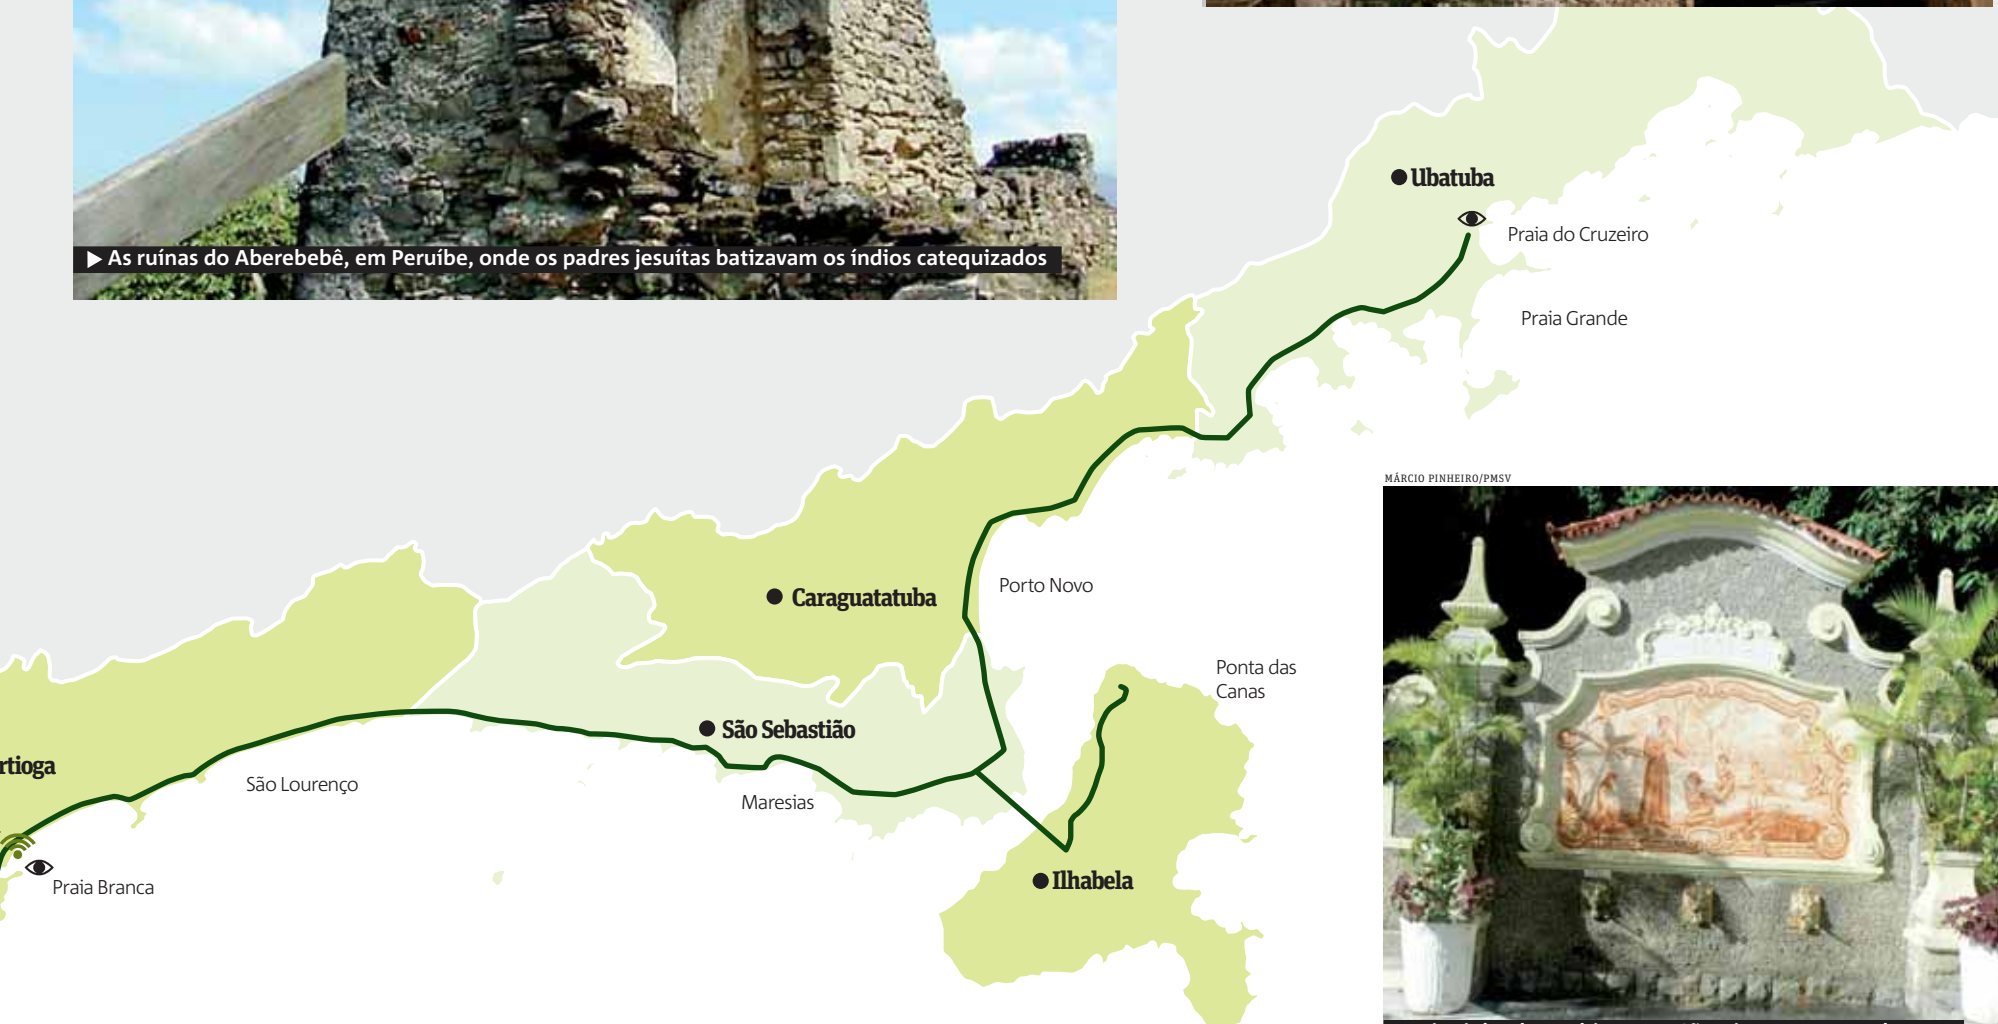 ▶ As ruínas do Aberebebê, em Peruíbe, onde os padres jesuítas batizavam os índios catequizados
Ubatuba
Praia do Cruzeiro
Praia Grande
MÁRCIO PINHEIRO/PMSV
Caraguatatuba
Porto Novo
Ponta das
Canas
São Sebastião
rtioga
São Lourenço
Maresias
Ilhabela
Praia Branca